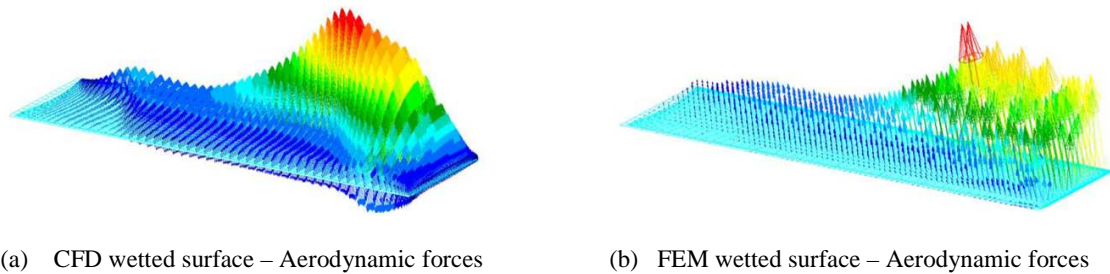 (a) CFD wetted surface – Aerodynamic forces
(b) FEM wetted surface – Aerodynamic forces